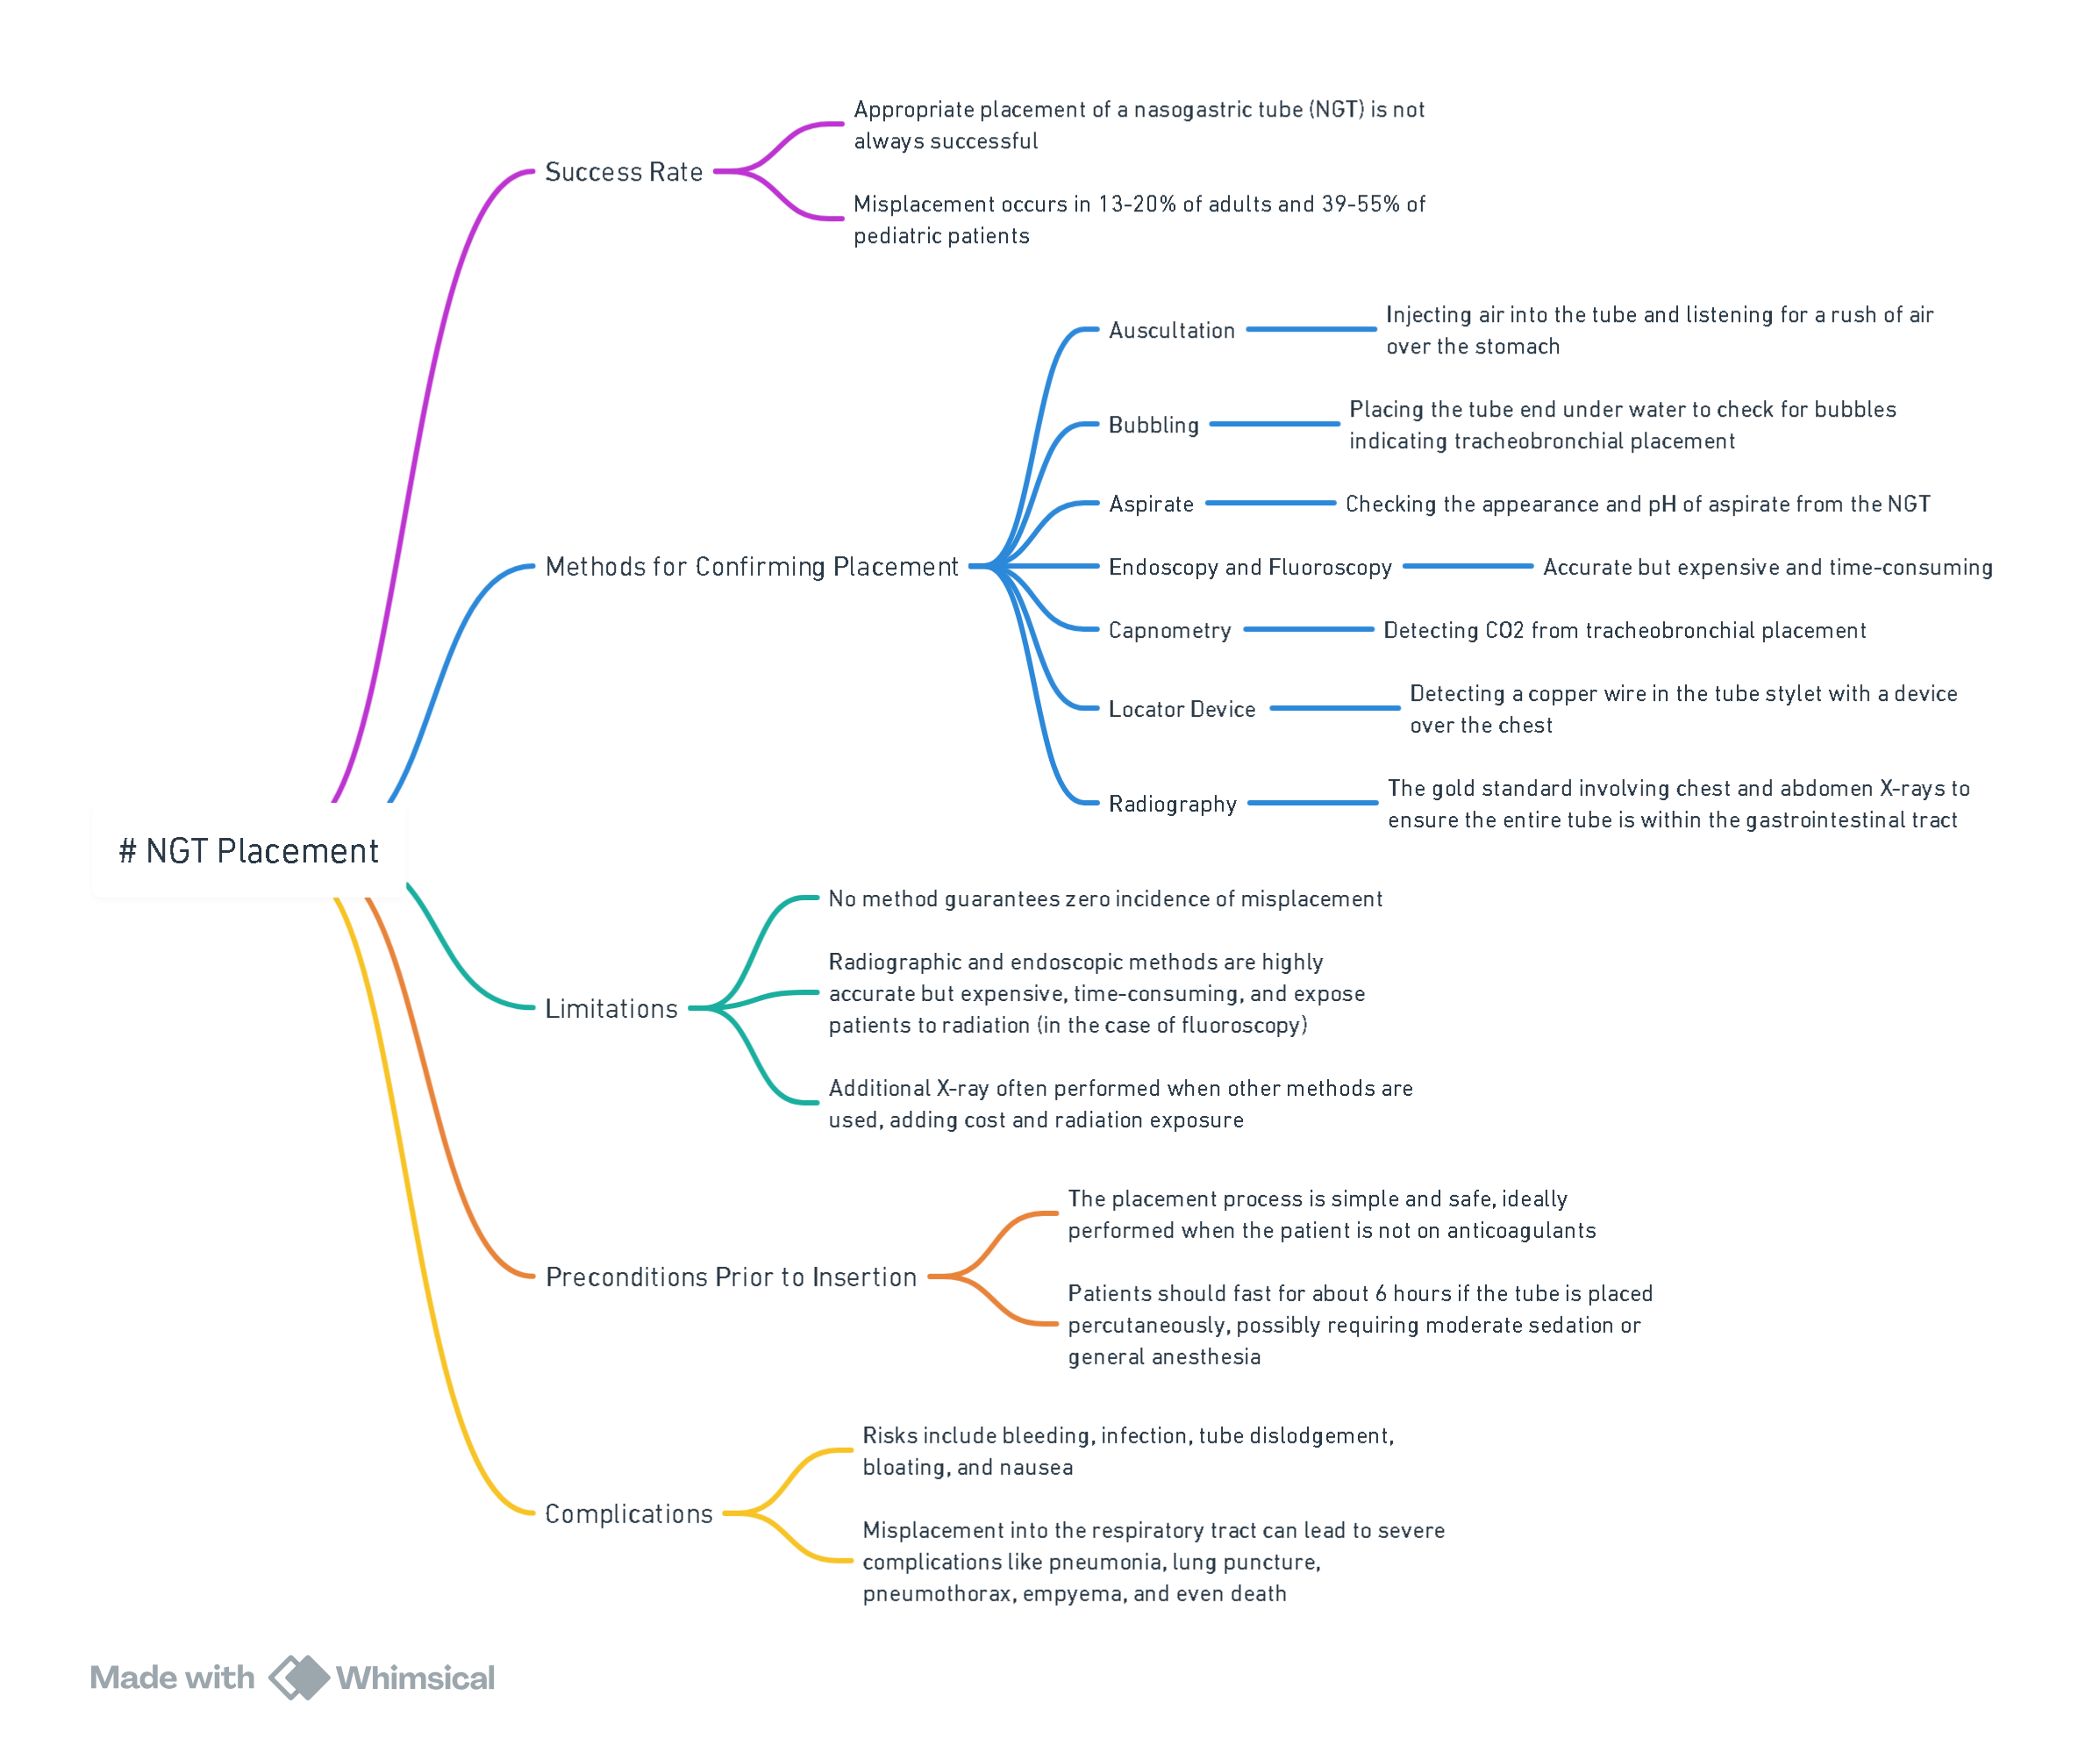 Appropriate placement of a nasogastric tube (NGT) is not
always successful
Success Rate
Misplacement occurs in 13-20% of adults and 39-55% of
pediatric patients
Injecting air into the tube and listening for a rush of air
over the stomach
Auscultation
Placing the tube end under water to check for bubbles
indicating tracheobronchial placement
Bubbling
Aspirate
Checking the appearance and pH of aspirate from the NGT
Methods for Confirming Placement
Endoscopy and Fluoroscopy
Accurate but expensive and time-consuming
Capnometry
Detecting CO2 from tracheobronchial placement
Locator Device
Detecting a copper wire in the tube stylet with a device
over the chest
Radiography
The gold standard involving chest and abdomen X-rays to
ensure the entire tube is within the gastrointestinal tract
# NGT Placement
No method guarantees zero incidence of misplacement
Radiographic and endoscopic methods are highly
accurate but expensive, time-consuming, and expose
patients to radiation (in the case of fluoroscopy)
Limitations
Additional X-ray often performed when other methods are
used, adding cost and radiation exposure
The placement process is simple and safe, ideally
performed when the patient is not on anticoagulants
Preconditions Prior to Insertion
Patients should fast for about 6 hours if the tube is placed
percutaneously, possibly requiring moderate sedation or
general anesthesia
Risks include bleeding, infection, tube dislodgement,
bloating, and nausea
Complications
Misplacement into the respiratory tract can lead to severe
complications like pneumonia, lung puncture,
pneumothorax, empyema, and even death
Made with Whimsical